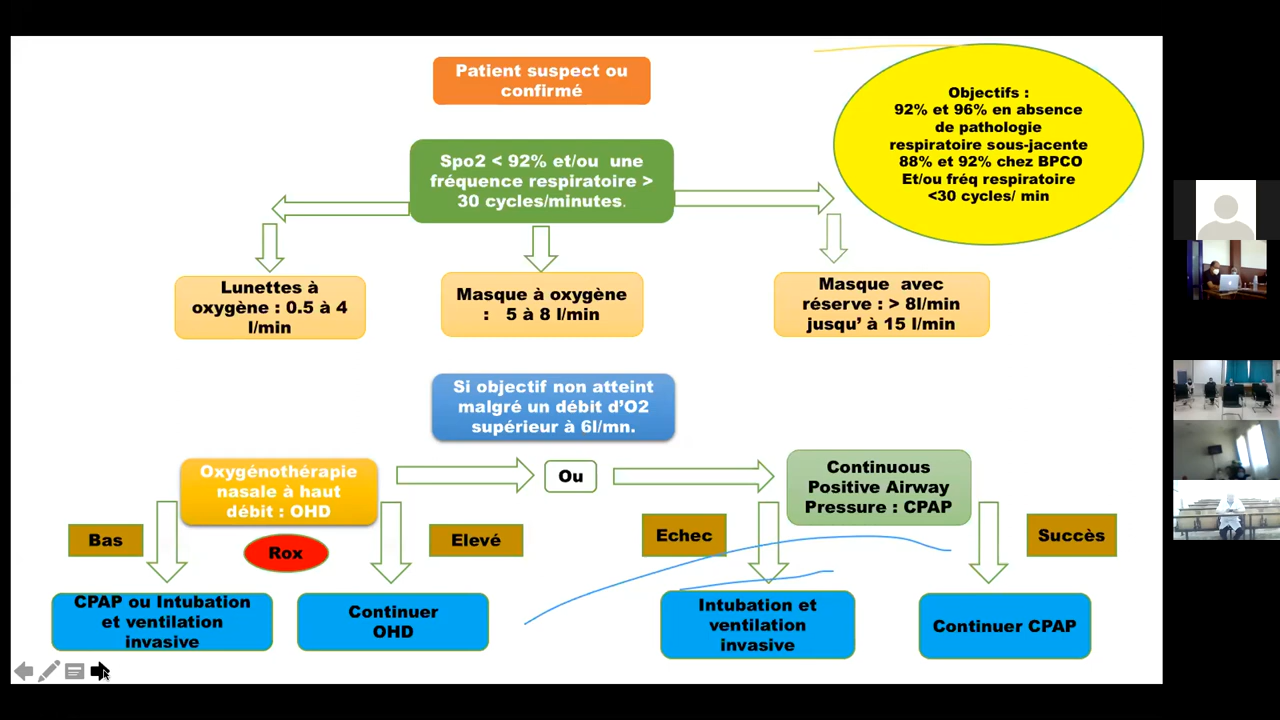 Patient suspect ou
confirmé
Objectifs :
92% et 96% en absence
de pathologie
respiratoire sous-jacente
88% et 92% chez BPCO
Et/ou fréq respiratoire
<30 cycles/ min
Spo2 < 92% et/ou une
fréquence respiratoire >
30 cycles/minutes.
Lunettes à
oxygène : 0.5 à 4
l/min
Masque à oxygène
: 5 à 8 l/min
Masque avec
réserve : > 8l/min
jusqu' à 15 l/min
Si objectif non atteint
malgré un débit d'O2
supérieur à 6l/mn.
Oxygénothérapie
nasale à haut
débit : OHD
Ou
Continuous
Positive Airway
Pressure : CPAP
Bas
Rox
Elevé
Echec
Succès
CPAP ou Intubation
et ventilation
invasive
Continuer
OHD
Intubation et
ventilation
invasive
Continuer CPAP